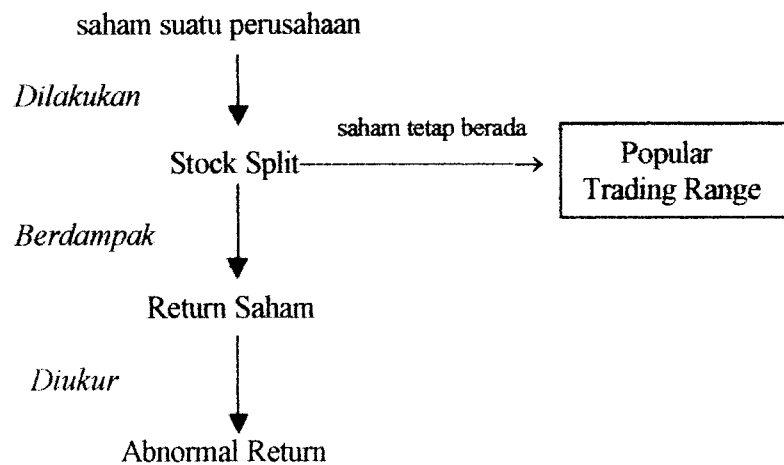 saham suatu perusahaan
Dilakukan
saham tetap berada
Stock Split
Popular
Trading Range
Berdampak
Return Saham
Diukur
Abnormal Return